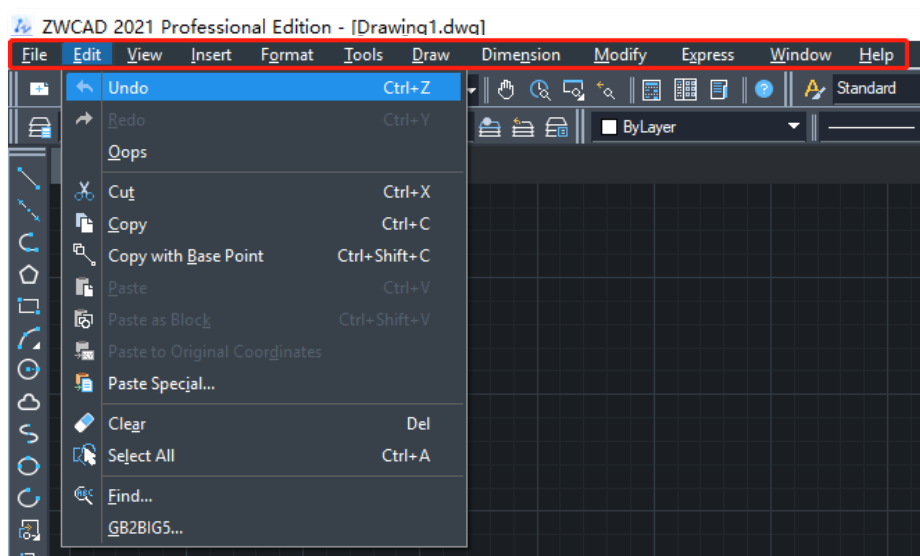 ZWCAD 2021 Professional Edition - [Drawing1.dwg]
File Edit View Insert Format Tools Draw Dimension Modify Express Window Help
Undo Ctrl+Z
Standard
Redo Ctrl+Y
ByLayer
Oops
Cut Ctrl+X
Copy Ctrl+C
Copy with Base Point Ctrl+Shift+C
Paste Ctrl+V
Paste as Block Ctrl+Shift+V
Paste to Original Coordinates
Paste Special...
Clear Del
Select All Ctrl+A
Find...
GB2BIG5...